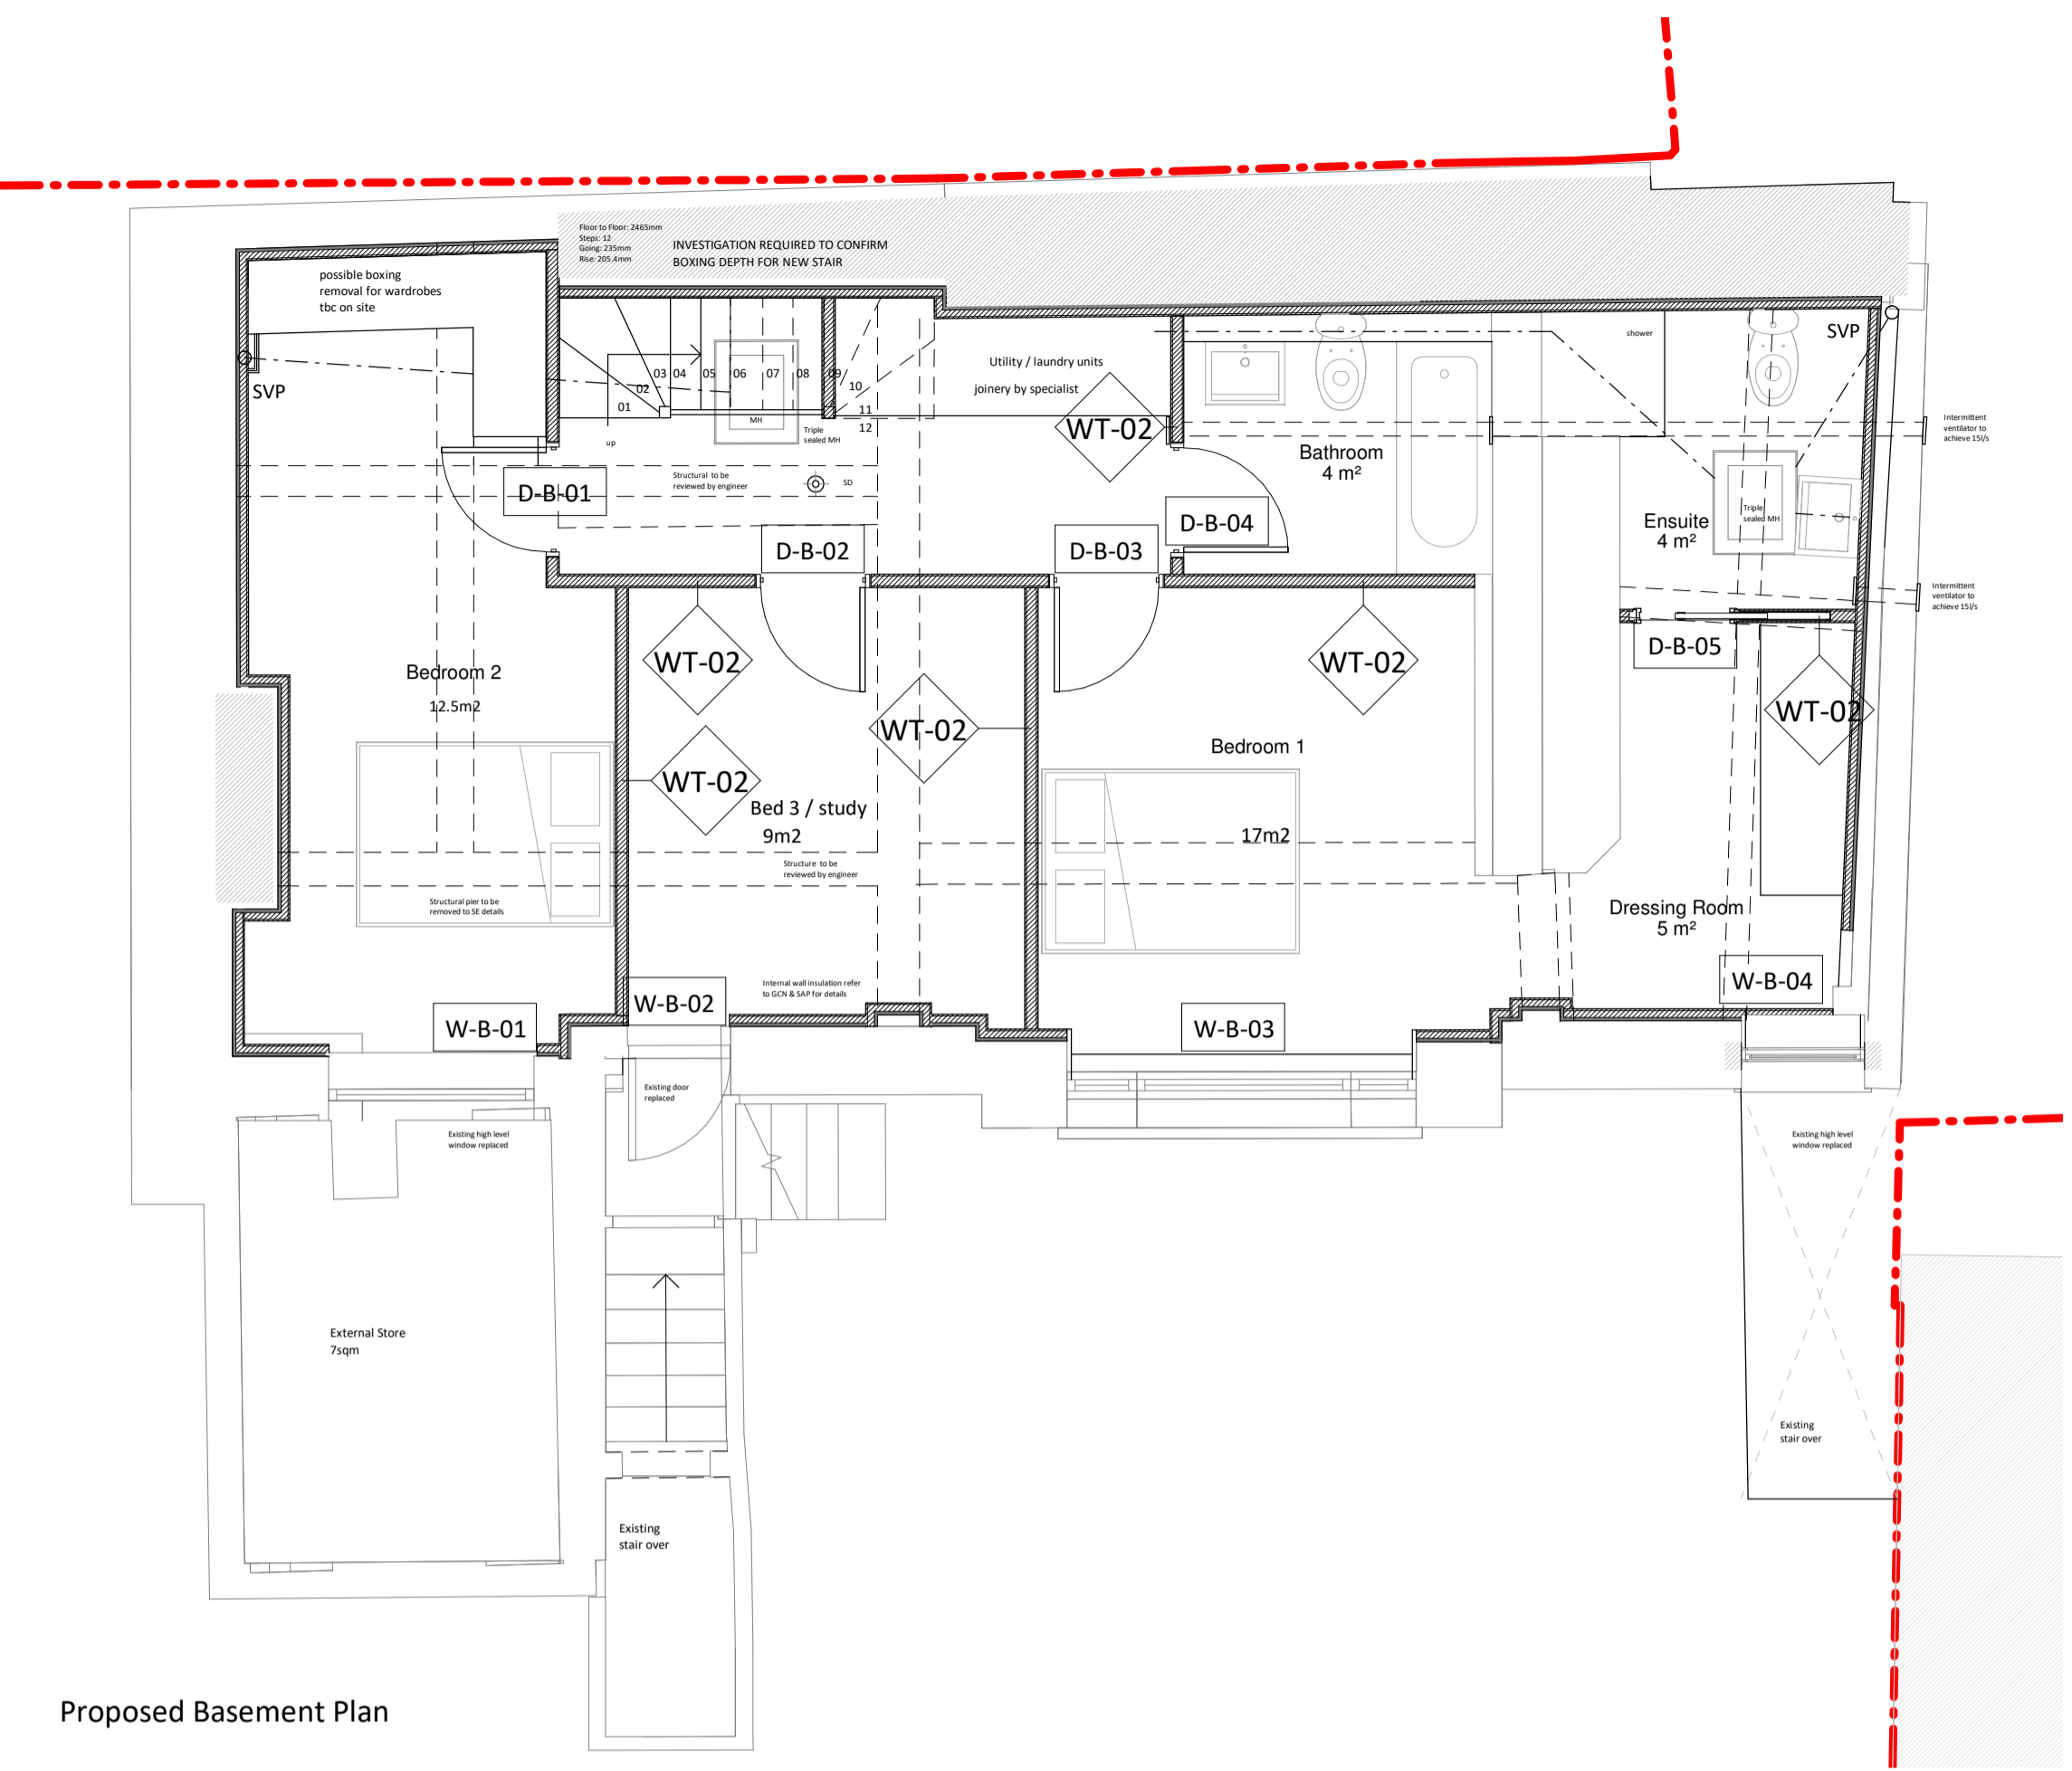 Floor to Floor: 2465mm
Steps: 12
Going: 235mm
Rise: 205.4mm
INVESTIGATION REQUIRED TO CONFIRM
BOXING DEPTH FOR NEW STAIR
possible boxing
removal for wardrobes
tbc on site
SVP
01
02
03
04
05
06
07
08
09
10
11
12
up
MH
Triple
sealed MH
Utility / laundry units
joinery by specialist
WT-02
shower
SVP
Intermittent
ventilator to
achieve 15l/s
Bathroom
4 m²
D-B-01
Structural to be
reviewed by engineer
SD
D-B-02
D-B-03
D-B-04
Ensuite
4 m²
Triple
sealed MH
Intermittent
ventilator to
achieve 15l/s
D-B-05
Bedroom 2
12.5m2
WT-02
WT-02
WT-02
WT-02
WT-02
WT-02
Bedroom 1
17m2
Bed 3 / study
9m2
Structure to be
reviewed by engineer
Structural pier to be
removed to SE details
Dressing Room
5 m²
Internal wall insulation refer
to GCN & SAP for details
W-B-01
W-B-02
W-B-03
W-B-04
Existing door
replaced
Existing high level
window replaced
Existing high level
window replaced
External Store
7sqm
Existing
stair over
Existing
stair over
Proposed Basement Plan